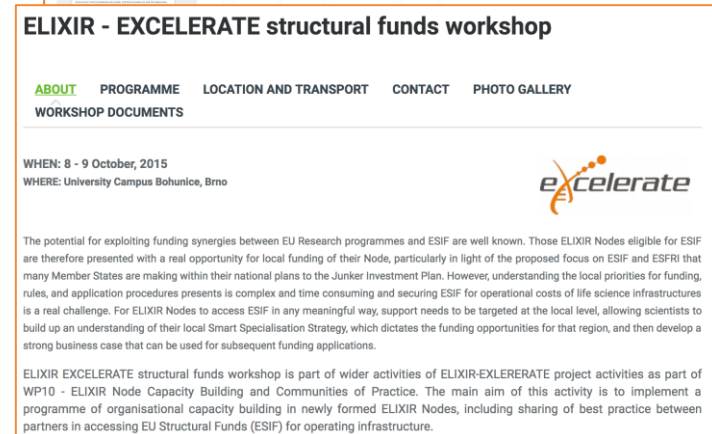 ELIXIR - EXCELERATE structural funds workshop
ABOUT PROGRAMME LOCATION AND TRANSPORT CONTACT PHOTO GALLERY
WORKSHOP DOCUMENTS
WHEN: 8 - 9 October, 2015
WHERE: University Campus Bohunice, Brno
excelerate
The potential for exploiting funding synergies between EU Research programmes and ESIF are well known. Those ELIXIR Nodes eligible for ESIF
are therefore presented with a real opportunity for local funding of their Node, particularly in light of the proposed focus on ESIF and ESFRI that
many Member States are making within their national plans to the Junker Investment Plan. However, understanding the local priorities for funding,
rules, and application procedures presents is complex and time consuming and securing ESIF for operational costs of life science infrastructures
is a real challenge. For ELIXIR Nodes to access ESIF in any meaningful way, support needs to be targeted at the local level, allowing scientists to
build up an understanding of their local Smart Specialisation Strategy, which dictates the funding opportunities for that region, and then develop a
strong business case that can be used for subsequent funding applications.
ELIXIR EXCELERATE structural funds workshop is part of wider activities of ELIXIR-EXLERERATE project activities as part of
WP10 - ELIXIR Node Capacity Building and Communities of Practice. The main aim of this activity is to implement a
programme of organisational capacity building in newly formed ELIXIR Nodes, including sharing of best practice between
partners in accessing EU Structural Funds (ESIF) for operating infrastructure.